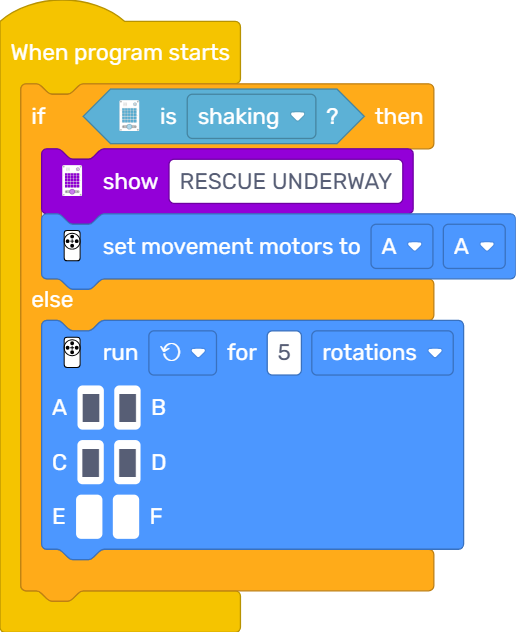 When program starts
if is shaking ? then
show RESCUE UNDERWAY
set movement motors to A A
else
run for 5 rotations
A B
C D
E F